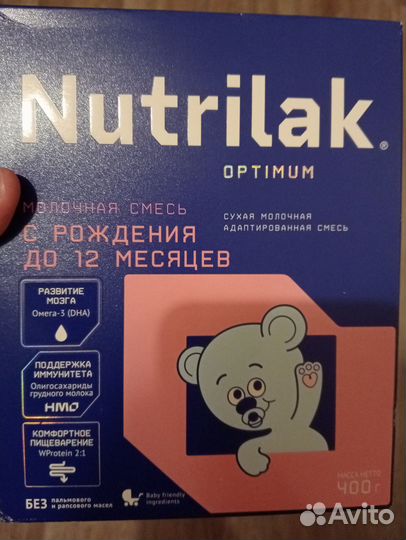 Nutrilak®
OPTIMUM
МОЛОЧНАЯ СМЕСЬ
С РОЖДЕНИЯ
ДО 12 МЕСЯЦЕВ
СУХАЯ МОЛОЧНАЯ
АДАПТИРОВАННАЯ СМЕСЬ
РАЗВИТИЕ
МОЗГА
Омега-3 (DHA)
ПОДДЕРЖКА
ИММУНИТЕТА
Олигосахариды
грудного молока
HMO
КОМФОРТНОЕ
ПИЩЕВАРЕНИЕ
WProtein 2:1
БЕЗ пальмового
и рапсового масел
Baby friendly
ingredients
МАССА НЕТТО
400 г
Avito